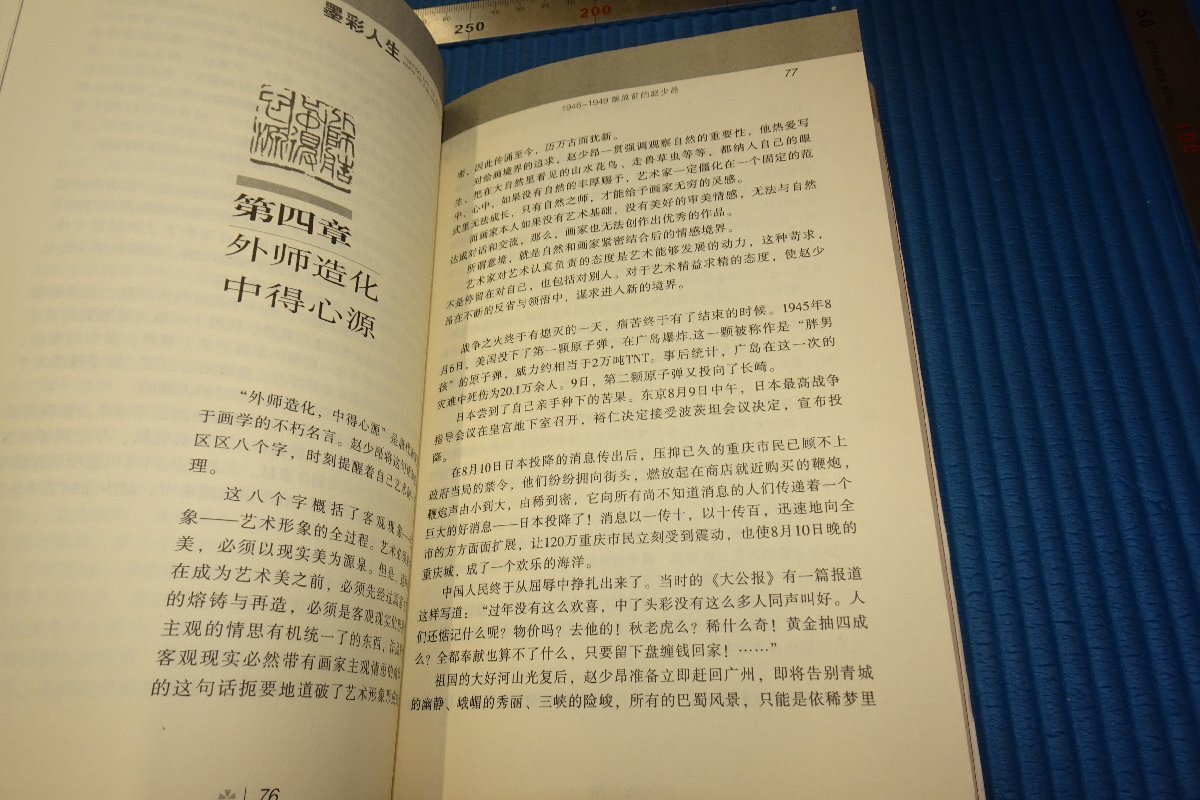 墨彩人生
外师造化
中得心源
第四章
外师造化
中得心源
“外师造化，中得心源”是
于画学的不朽名言。赵少昂将这句
区区八个字，时刻提醒着自己艺术
理。
这八个字概括了客观现象——
象——艺术形象的全过程。艺术
美，必须以现实美为源泉。但是，
在成为艺术美之前，必须先经过
的熔铸与再造，必须是客观现实
主观的情思有机统一了的东西，
客观现实必然带有画家主观情思
的这句话扼要地道破了艺术形象
76
77
1946-1949 解放前的赵少昂
密，因此传诵至今，历万古而犹新。
对绘画境界的追求，赵少昂一贯强调观察自然的重要性，他热爱写
生，把在大自然里看见的山水花鸟、走兽草虫等等，都纳人自己的眼
中、心中，如果没有自然的丰厚赐予，艺术家一定僵化在一个固定的范
式里无法成长，只有自然之师，才能给予画家无穷的灵感。
而画家本人如果没有艺术基础，没有美好的审美情感，无法与自然
达成对话和交流，那么，画家也无法创作出优秀的作品。
所谓意境，就是自然和画家紧密结合后的情感境界。
艺术家对艺术认真负责的态度是艺术能够发展的动力，这种苛求，
不是停留在对自己，也包括对别人。对于艺术精益求精的态度，使赵少
昂在不断的反省与领悟中，谋求进人新的境界。
战争之火终于有熄灭的一天，痛苦终于有了结束的时候。1945年8
月6日，美国没下了第一颗原子弹，在广岛爆炸.这一颗被称作是“胖男
孩”的原子弹，威力约相当于2万吨TNT。事后统计，广岛在这一次的
灾难中死伤为20.1万余人。9日，第二颗原子弹又投向了长崎。
日本尝到了自己亲手种下的苦果。东京8月9日中午，日本最高战争
指导会议在皇宫地下室召开，裕仁决定接受波茨坦会议决定，宣布投
降。
在8月10日日本投降的消息传出后，压抑已久的重庆市民已顾不上
政府当局的禁令，他们纷纷拥向街头，燃放起在商店就近购买的鞭炮，
鞭炮声由小到大，由稀到密，它向所有尚不知道消息的人们传递着一个
巨大的好消息——日本投降了！消息以一传十，以十传百，迅速地向全
市的方方面面扩展，让120万重庆市民立刻受到震动，也使8月10日晚的
重庆城，成了一个欢乐的海洋。
中国人民终于从屈辱中挣扎出来了。当时的《大公报》有一篇报道
这样写道：“过年没有这么欢喜，中了头彩没有这么多人同声叫好。人
们还惦记什么呢？物价吗？去他的！秋老虎么？稀什么奇！黄金抽四成
么？全都奉献也算不了什么，只要留下盘缠钱回家！……”
祖国的大好河山光复后，赵少昂准备立即赶回广州，即将告别青城
的幽静、峨嵋的秀丽、三峡的险峻，所有的巴蜀风景，只能是依稀梦里
250
200